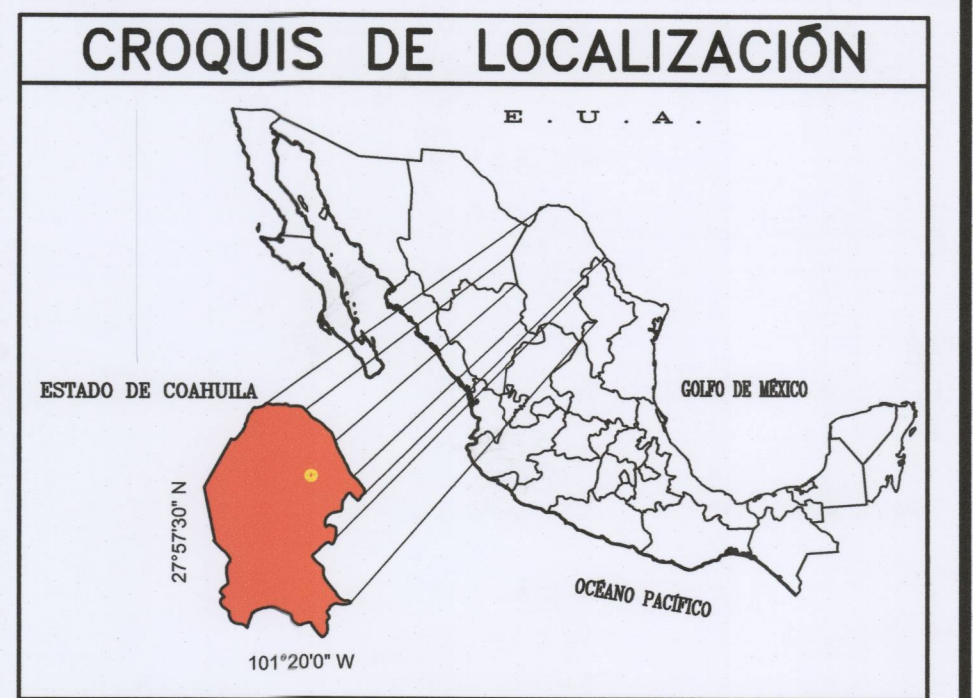 CROQUIS DE LOCALIZACIÓN
E . U . A .
ESTADO DE COAHUILA
GOLFO DE MÉXICO
27°57'30" N
OCÉANO PACÍFICO
101°20'0" W